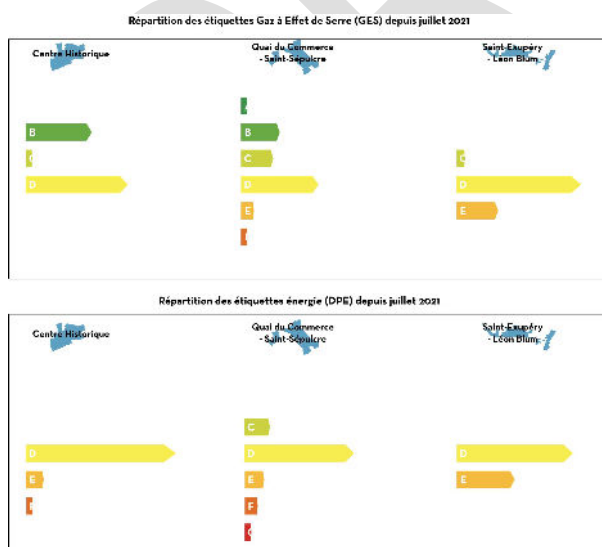 Répartition des étiquettes Gaz à Effet de Serre (GES) depuis juillet 2021
Centre Historique
Quai du Commerce
- Saint-Sépulcre
Saint-Exupéry
- Léon Blum
B
C
D
A
B
C
D
E
C
D
E
Répartition des étiquettes énergie (DPE) depuis juillet 2021
Centre Historique
Quai du Commerce
- Saint-Sépulcre
Saint-Exupéry
- Léon Blum
D
E
C
D
E
F
G
D
E